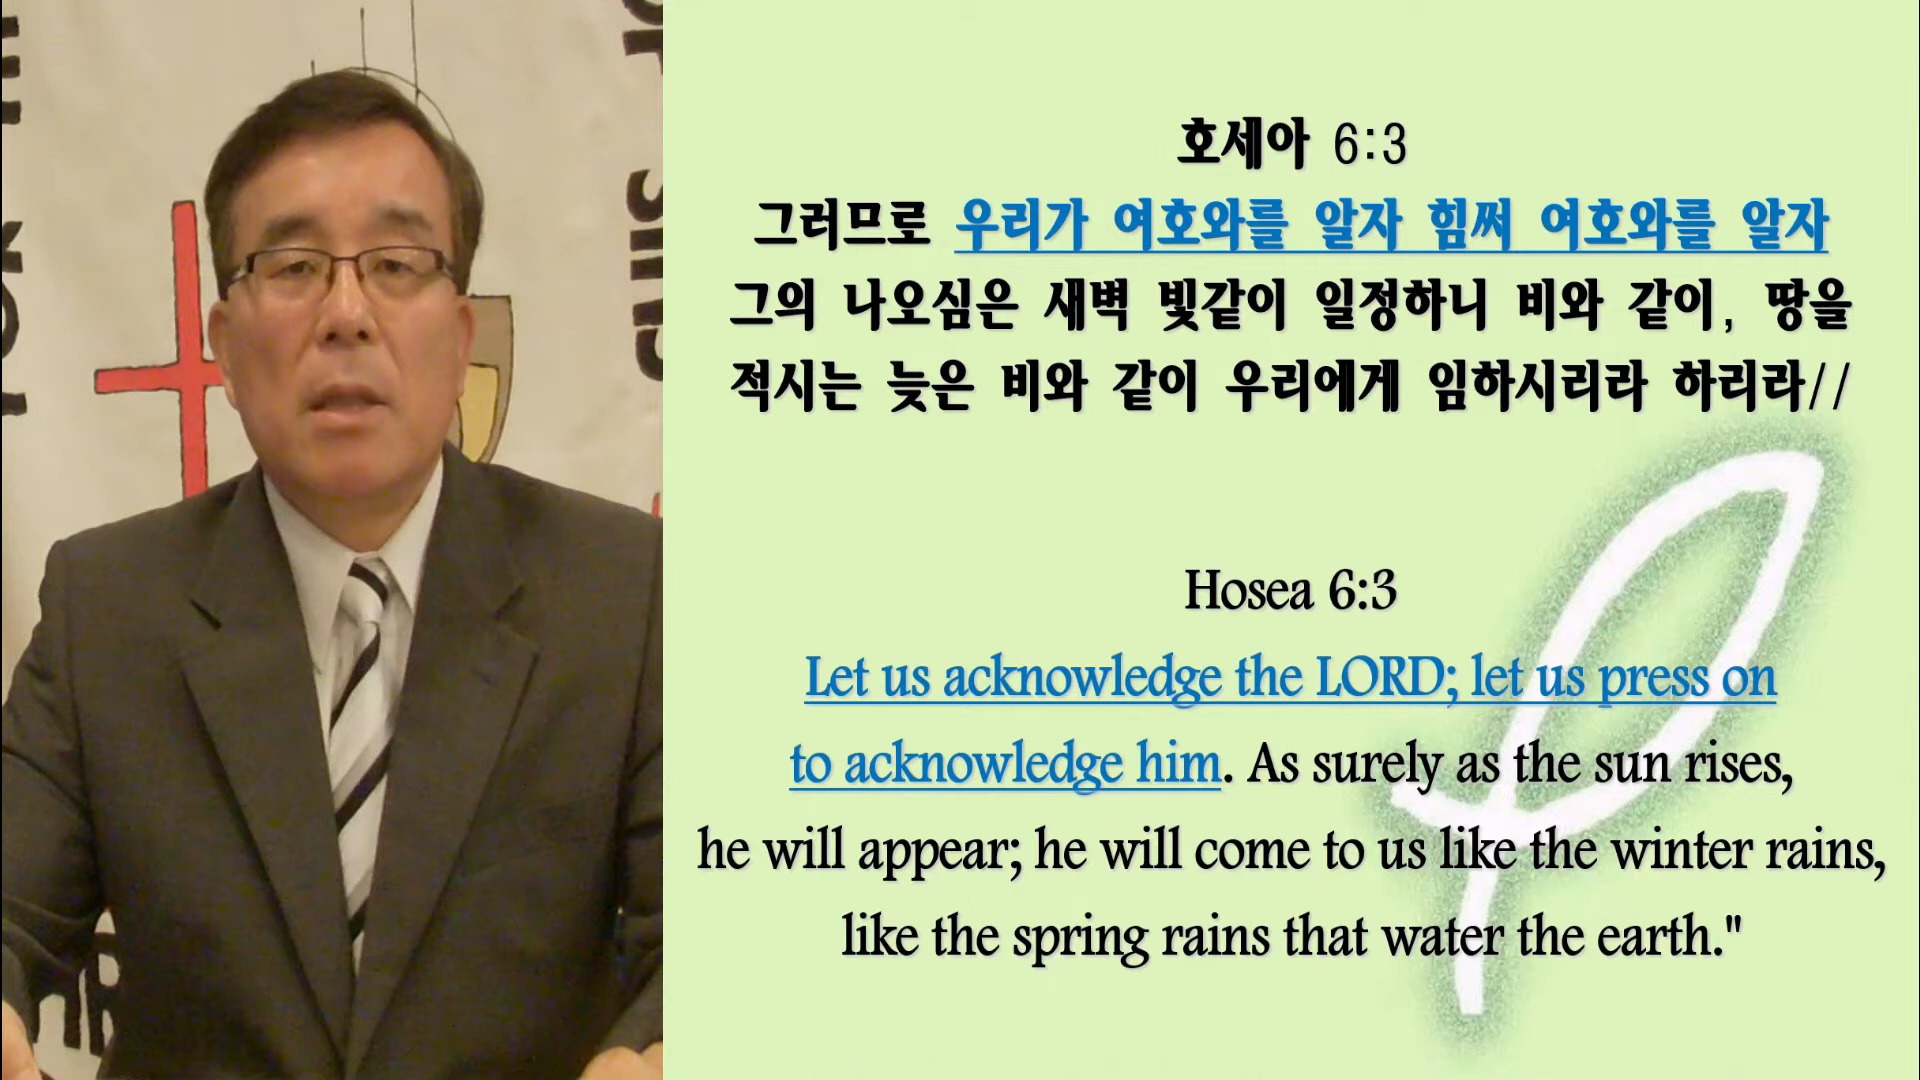 호세아 6:3
그러므로 우리가 여호와를 알자 힘써 여호와를 알자
그의 나오심은 새벽 빛같이 일정하니 비와 같이, 땅을
적시는 늦은 비와 같이 우리에게 임하시리라 하리라//
Hosea 6:3
Let us acknowledge the LORD; let us press on
to acknowledge him. As surely as the sun rises,
he will appear; he will come to us like the winter rains,
like the spring rains that water the earth."